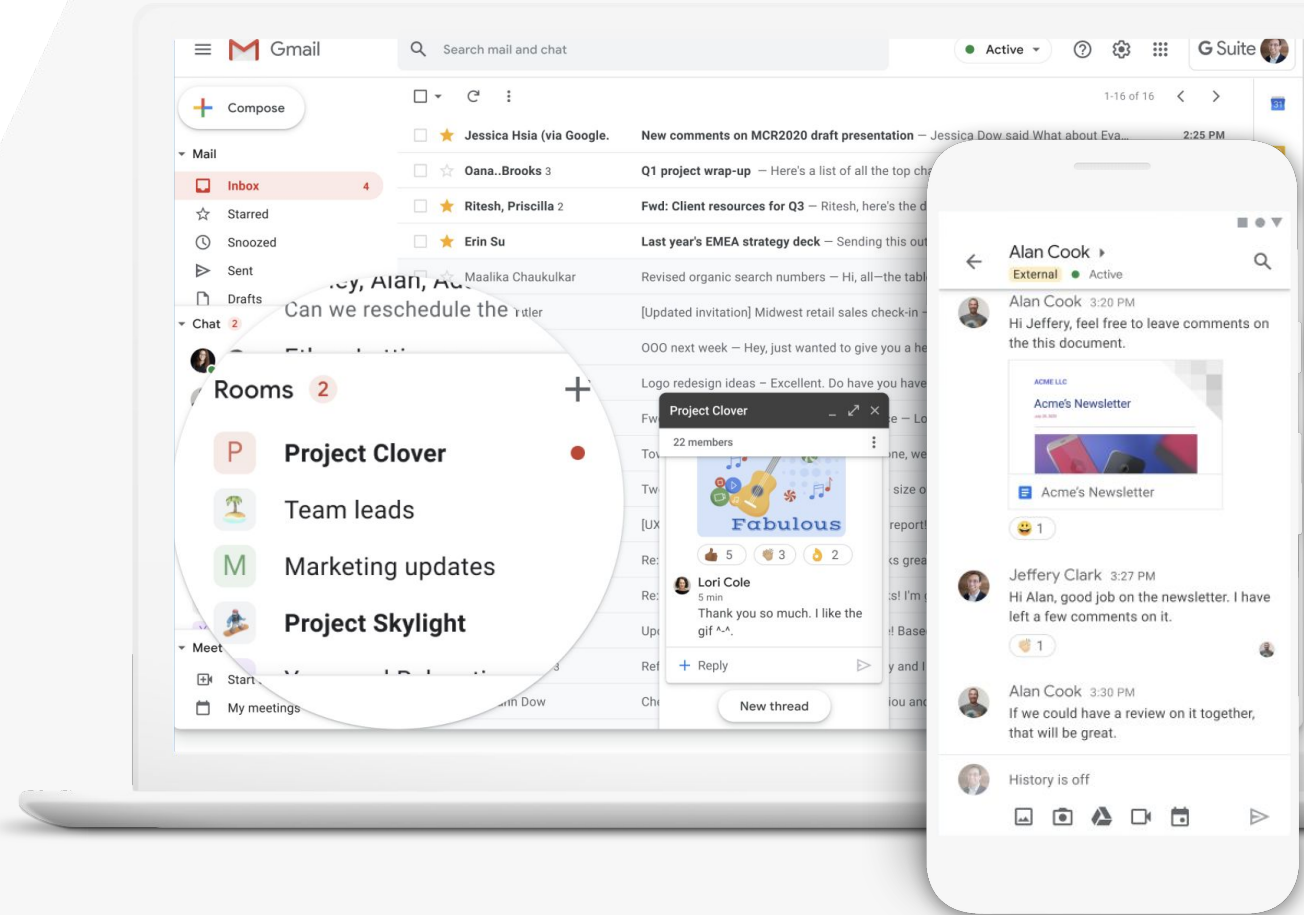 Gmail
Search mail and chat
Active
G Suite
Compose
1-16 of 16
31
Mail
Inbox 4
Starred
Snoozed
Sent
Drafts
Chat 2
Jessica Hsia (via Google. New comments on MCR2020 draft presentation – Jessica Dow said What about Eva... 2:25 PM
Oana..Brooks 3 Q1 project wrap-up – Here's a list of all the top
Ritesh, Priscilla 2 Fwd: Client resources for Q3 – Ritesh, here's the
Erin Su Last year's EMEA strategy deck – Sending this
Maalika Chaukulkar Revised organic search numbers – Hi, all—the
[Updated invitation] Midwest retail sales check-in –
OOO next week – Hey, just wanted to give you a
Logo redesign ideas – Excellent. Do have you have
Alan,
Can we reschedule the
Rooms 2
P Project Clover
Team leads
M Marketing updates
Project Skylight
Meet
Start
My meetings
Dow
Project Clover
22 members
Fabulous
5 3 2
Lori Cole
5 min
Thank you so much. I like the
gif ^-^.
Reply
New thread
size
report!
Re:
Re:
I'm
and I
and
Alan Cook
External Active
Alan Cook 3:20 PM
Hi Jeffery, feel free to leave comments on
the this document.
ACME LLC
Acme's Newsletter
Acme's Newsletter
1
Jeffery Clark 3:27 PM
Hi Alan, good job on the newsletter. I have
left a few comments on it.
1
Alan Cook 3:30 PM
If we could have a review on it together,
that will be great.
History is off